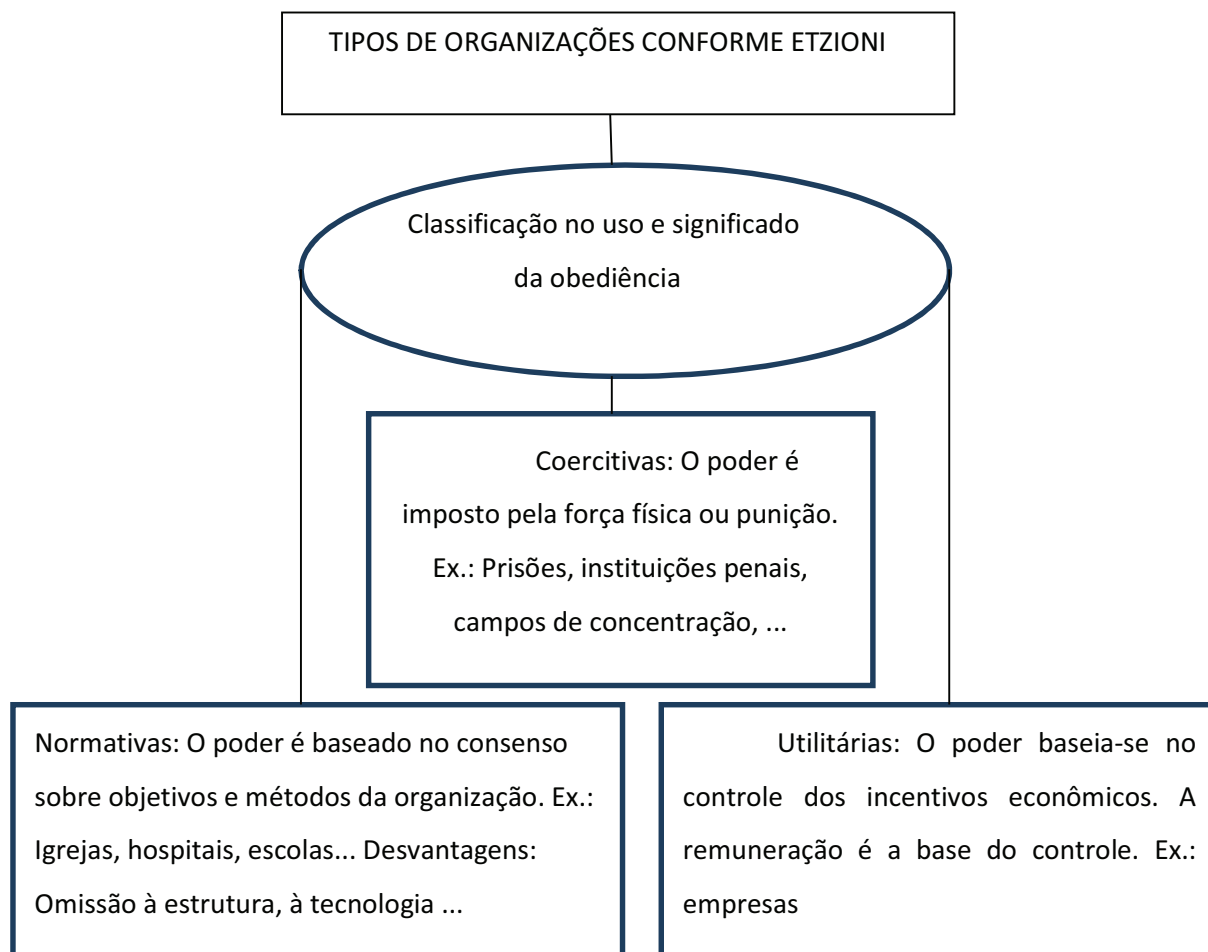 TIPOS DE ORGANIZAÇÕES CONFORME ETZIONI
Classificação no uso e significado
da obediência
Coercitivas: O poder é
imposto pela força física ou punição.
Ex.: Prisões, instituições penais,
campos de concentração, ...
Normativas: O poder é baseado no consenso
sobre objetivos e métodos da organização. Ex.:
Igrejas, hospitais, escolas... Desvantagens:
Omissão à estrutura, à tecnologia ...
Utilitárias: O poder baseia-se no
controle dos incentivos econômicos. A
remuneração é a base do controle. Ex.:
empresas